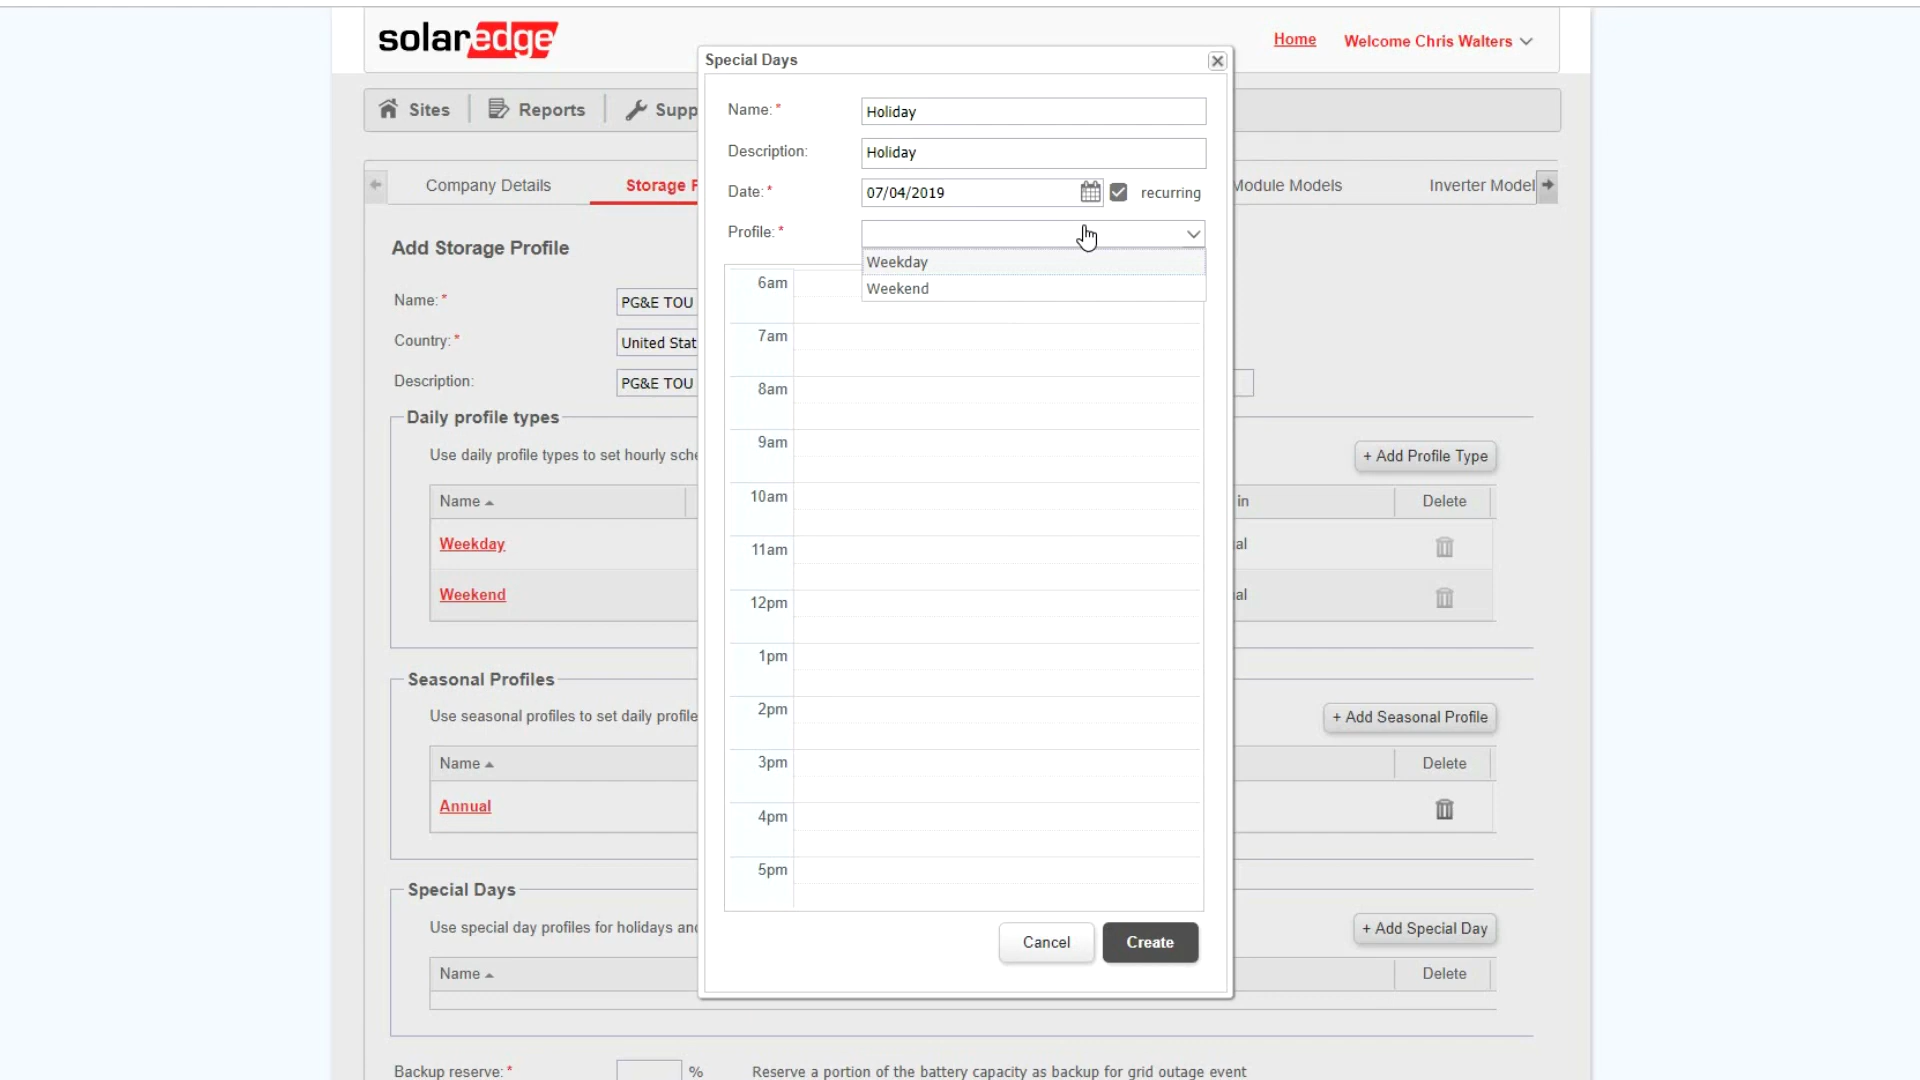 solaredge
Home
Welcome Chris Walters
Special Days
Sites
Reports
Supp
Name: *
Holiday
Description:
Holiday
Date: *
07/04/2019
recurring
Profile: *
Weekday
Weekend
Company Details
Storage P
Module Models
Inverter Model
Add Storage Profile
Name: *
PG&E TOU
Country: *
United Stat
Description:
PG&E TOU
6am
7am
8am
9am
10am
11am
12pm
1pm
2pm
3pm
4pm
5pm
Cancel
Create
Daily profile types
Use daily profile types to set hourly sche
+ Add Profile Type
Name
in
Delete
Weekday
al
Weekend
al
Seasonal Profiles
Use seasonal profiles to set daily profile
+ Add Seasonal Profile
Name
Delete
Annual
Special Days
Use special day profiles for holidays and
+ Add Special Day
Name
Delete
Backup reserve: *
%
Reserve a portion of the battery capacity as backup for grid outage event